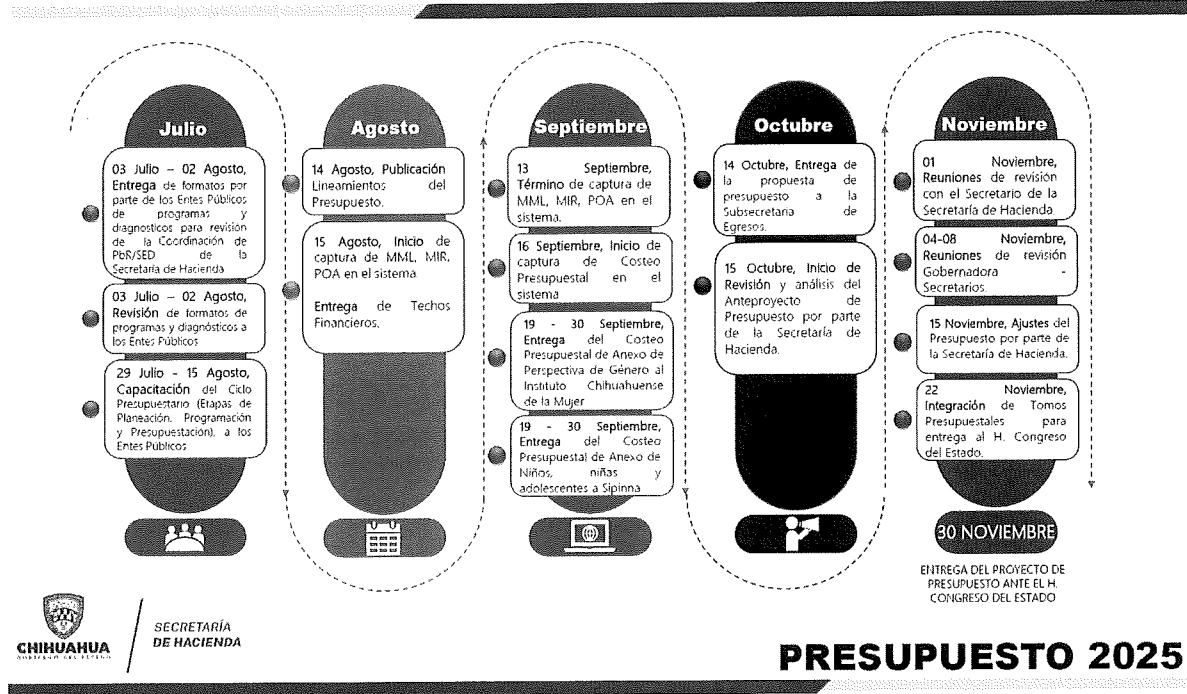 Julio
03 Julio – 02 Agosto,
Entrega de formatos por
parte de los Entes Públicos
de programas y
diagnosticos para revisión
de la Coordinación de
PbR/SED de la
Secretaría de Hacienda
03 Julio – 02 Agosto,
Revisión de formatos de
programas y diagnósticos a
los Entes Públicos
29 Julio - 15 Agosto,
Capacitación del Ciclo
Presupuestario (Etapas de
Planeación, Programación
y Presupuestación), a los
Entes Públicos
Agosto
14 Agosto, Publicación
Lineamientos del
Presupuesto.
15 Agosto, Inicio de
captura de MML, MIR,
POA en el sistema
Entrega de Techos
Financieros.
Septiembre
13 Septiembre,
Término de captura de
MML, MIR, POA en el
sistema.
16 Septiembre, Inicio de
captura de Costeo
Presupuestal en el
sistema
19 - 30 Septiembre,
Entrega del Costeo
Presupuestal de Anexo de
Perspectiva de Género al
Instituto Chihuahuense
de la Mujer
19 - 30 Septiembre,
Entrega del Costeo
Presupuestal de Anexo de
Niños, niñas y
adolescentes a Sipinna
Octubre
14 Octubre, Entrega de
la propuesta de
presupuesto a la
Subsecretaria de
Egresos.
15 Octubre, Inicio de
Revisión y análisis del
Anteproyecto de
Presupuesto por parte
de la Secretaría de
Hacienda.
Noviembre
01 Noviembre,
Reuniones de revisión
con el Secretario de la
Secretaría de Hacienda.
04-08 Noviembre,
Reuniones de revisión
Gobernadora -
Secretarios.
15 Noviembre, Ajustes del
Presupuesto por parte de
la Secretaría de Hacienda.
22 Noviembre,
Integración de Tomos
Presupuestales para
entrega al H. Congreso
del Estado.
30 NOVIEMBRE
ENTREGA DEL PROYECTO DE
PRESUPUESTO ANTE EL H.
CONGRESO DEL ESTADO
CHIHUAHUA
GOBIERNO DEL ESTADO
SECRETARÍA
DE HACIENDA
PRESUPUESTO 2025